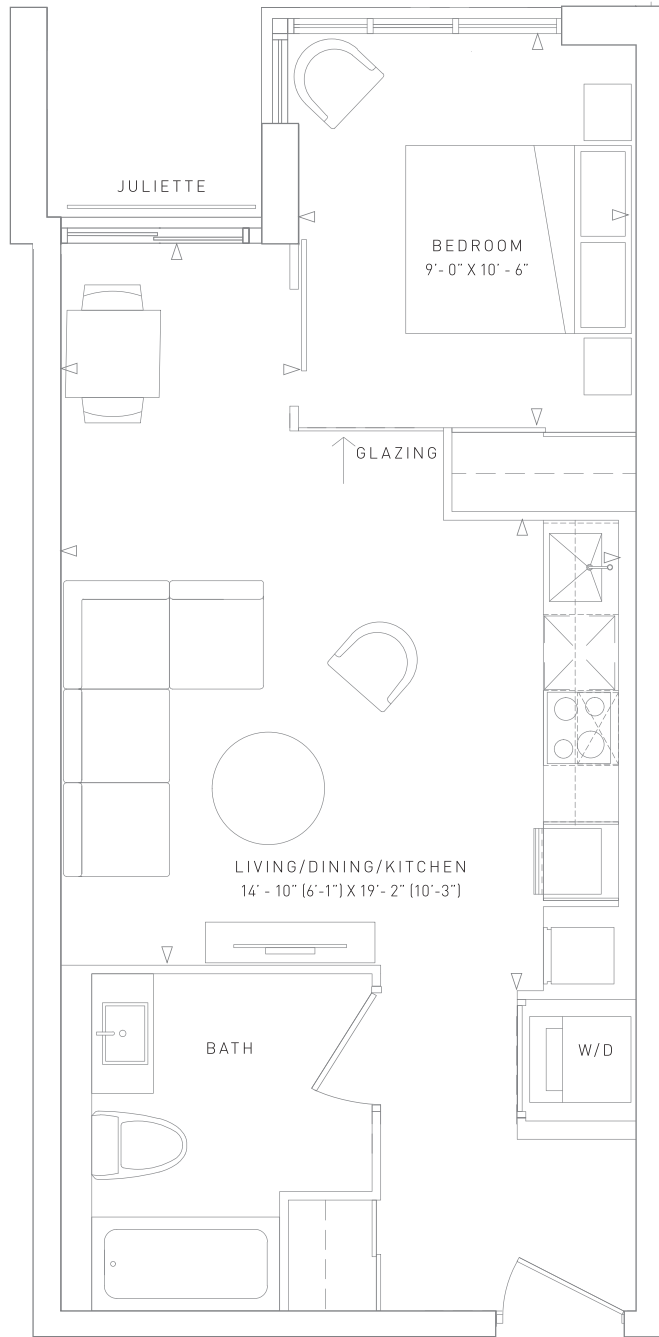 JULIETTE
BEDROOM
9'-0" X 10' - 6"
GLAZING
LIVING/DINING/KITCHEN
14' - 10" (6'-1") X 19'- 2" (10'-3")
BATH
W/D